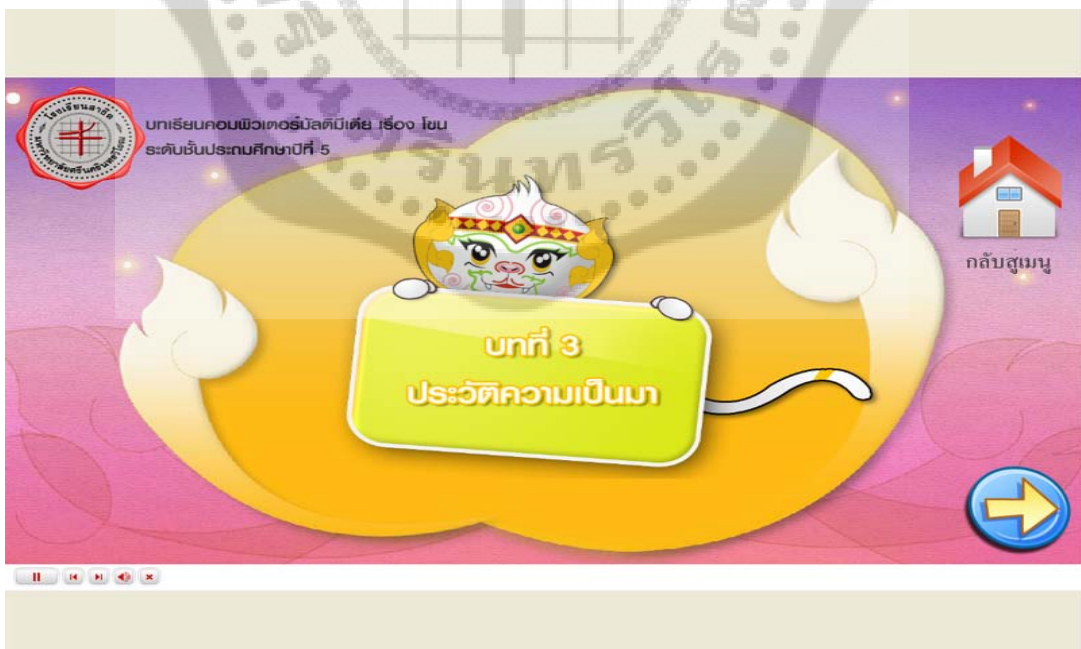 บทเรียนคอมพิวเตอร์มัลติมีเดีย เรื่อง โขน
ระดับชั้นประถมศึกษาปีที่ 5
กลับสู่เมนู
บทที่ 3
ประวัติความเป็นมา